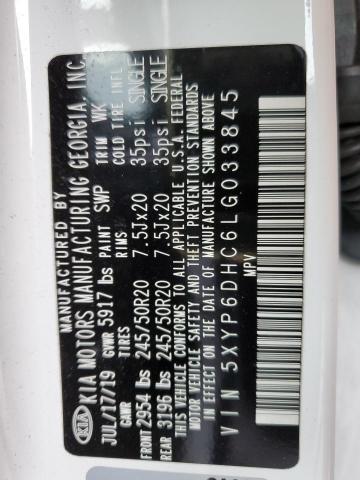 MANUFACTURED BY
KIA KIA MOTORS MANUFACTURING GEORGIA, INC.
JUL/17/19 GVWR 5917 lbs PAINT SWP TRIM WK
GAWR TIRES RIMS COLD TIRE INFL
FRONT 2954 lbs 245/50R20 7.5Jx20 35psi SINGLE
REAR 3196 lbs 245/50R20 7.5Jx20 35psi SINGLE
THIS VEHICLE CONFORMS TO ALL APPLICABLE U.S.A. FEDERAL
MOTOR VEHICLE SAFETY AND THEFT PREVENTION STANDARDS
IN EFFECT ON THE DATE OF MANUFACTURE SHOWN ABOVE
VIN 5XYP6DHC6LG033845
MPV